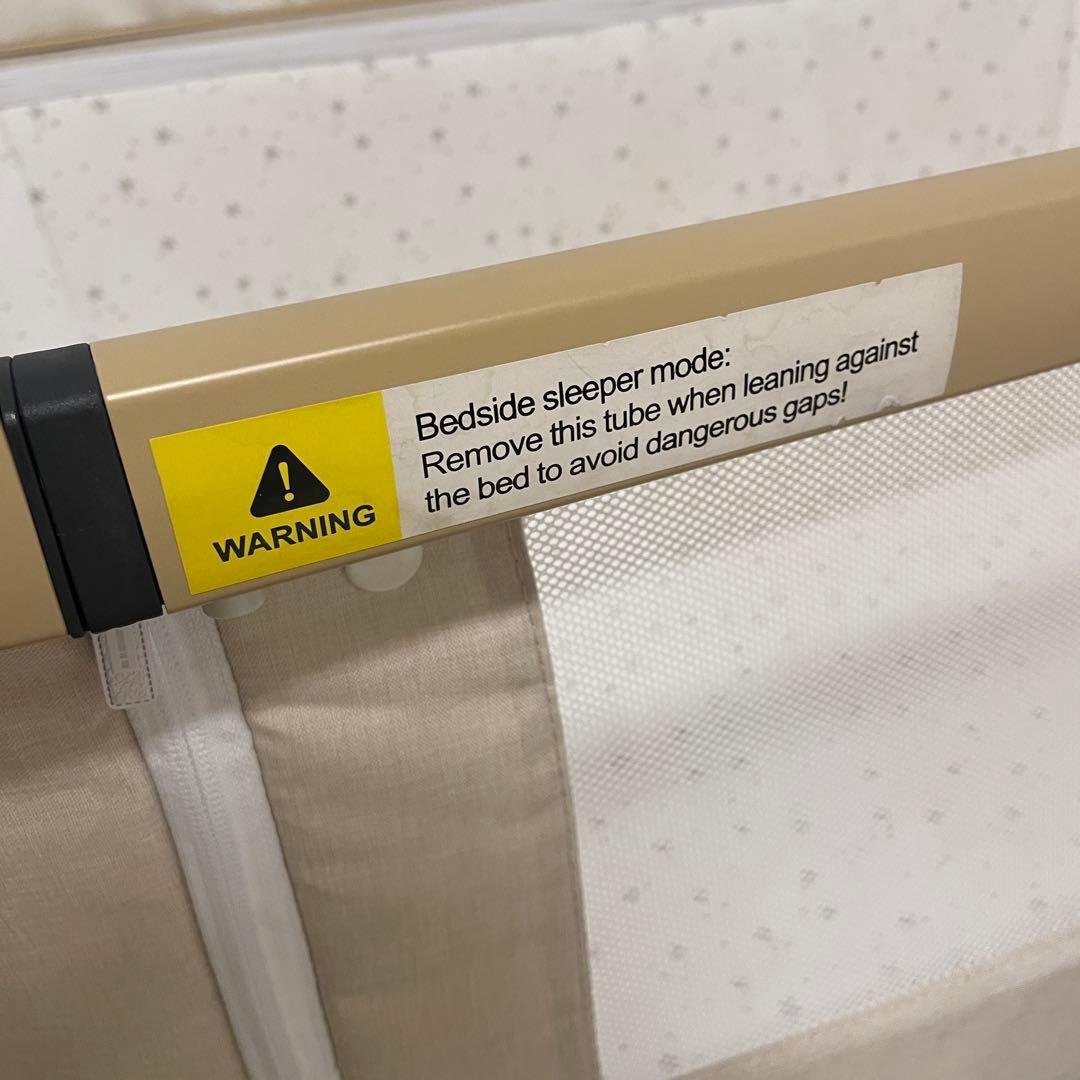 WARNING
Bedside sleeper mode:
Remove this tube when leaning against
the bed to avoid dangerous gaps!